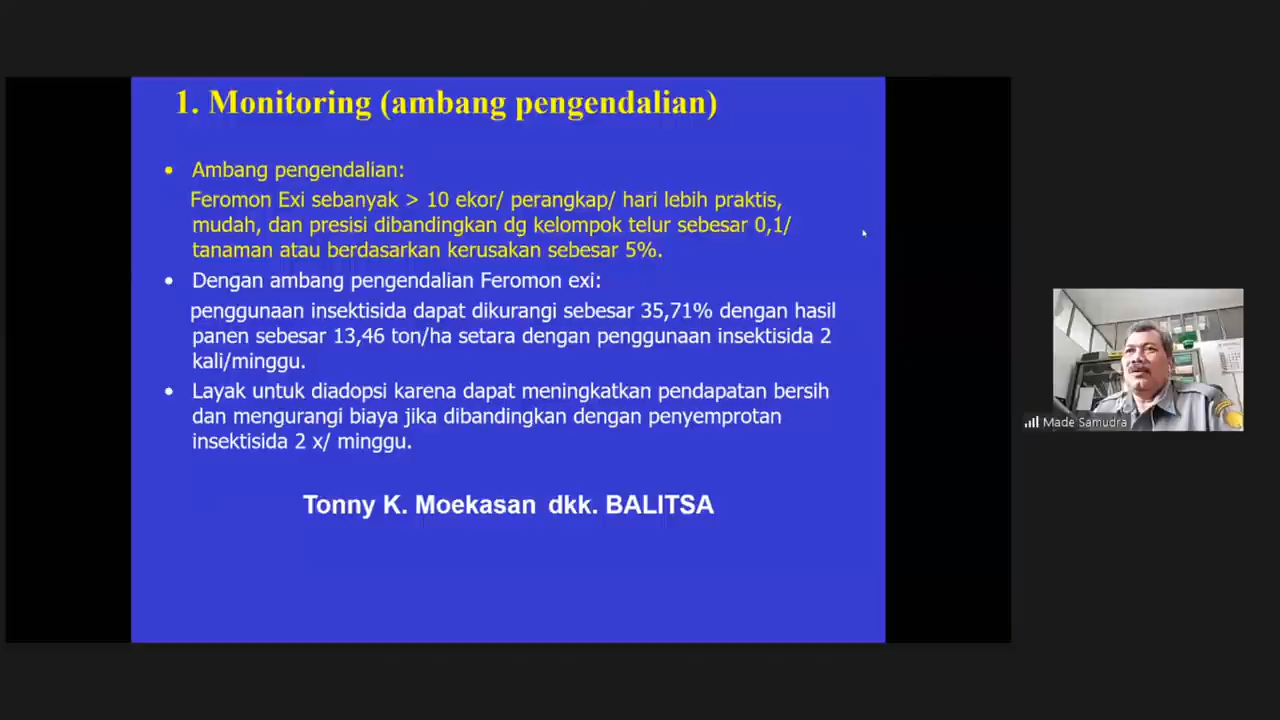 1. Monitoring (ambang pengendalian)
• Ambang pengendalian:
Feromon Exi sebanyak > 10 ekor/ perangkap/ hari lebih praktis,
mudah, dan presisi dibandingkan dg kelompok telur sebesar 0,1/
tanaman atau berdasarkan kerusakan sebesar 5%.
• Dengan ambang pengendalian Feromon exi:
penggunaan insektisida dapat dikurangi sebesar 35,71% dengan hasil
panen sebesar 13,46 ton/ha setara dengan penggunaan insektisida 2
kali/minggu.
• Layak untuk diadopsi karena dapat meningkatkan pendapatan bersih
dan mengurangi biaya jika dibandingkan dengan penyemprotan
insektisida 2 x/ minggu.
Tonny K. Moekasan dkk. BALITSA
Made Samudra